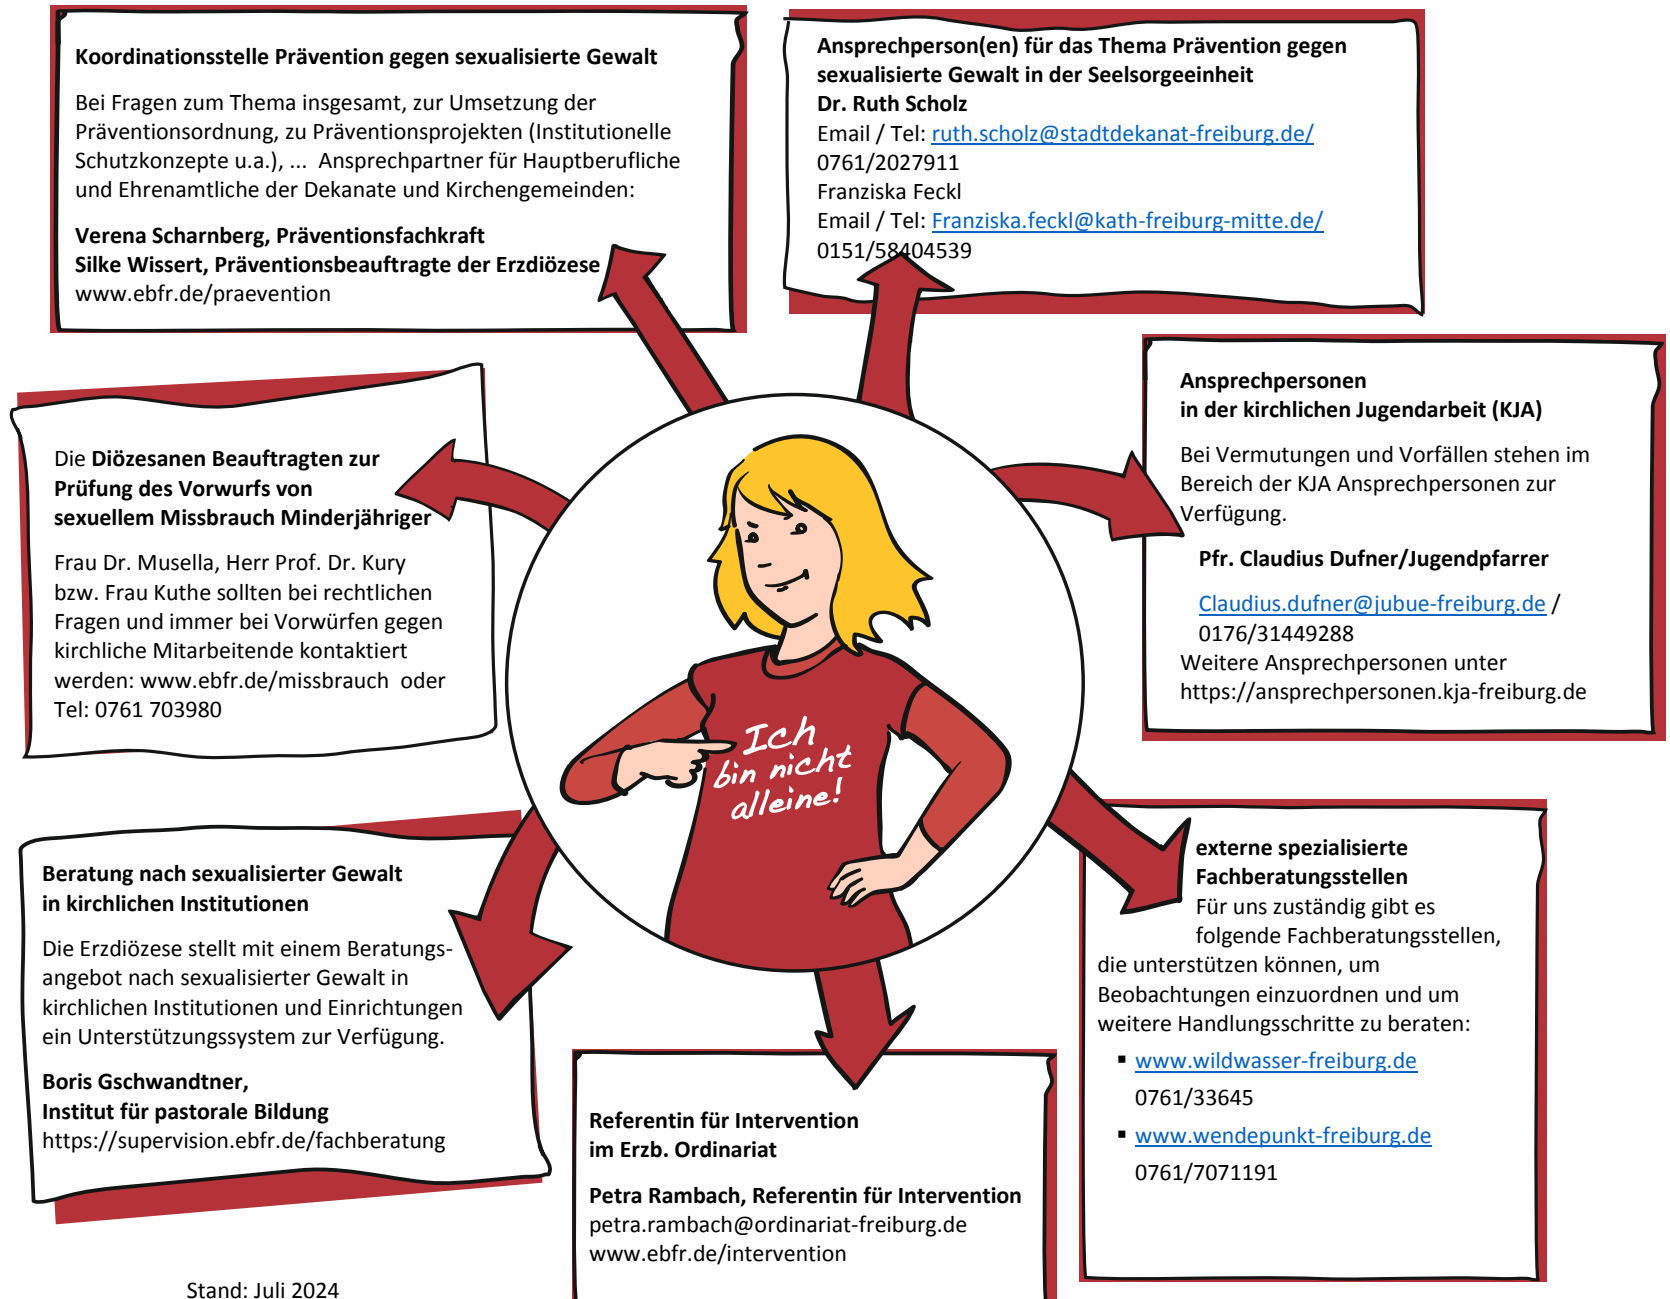 Koordinationsstelle Prävention gegen sexualisierte Gewalt
Bei Fragen zum Thema insgesamt, zur Umsetzung der
Präventionsordnung, zu Präventionsprojekten (Institutionelle
Schutzkonzepte u.a.), ... Ansprechpartner für Hauptberufliche
und Ehrenamtliche der Dekanate und Kirchengemeinden:
Verena Scharnberg, Präventionsfachkraft
Silke Wissert, Präventionsbeauftragte der Erzdiözese
www.ebfr.de/praevention
Ansprechperson(en) für das Thema Prävention gegen
sexualisierte Gewalt in der Seelsorgeeinheit
Dr. Ruth Scholz
Email / Tel: ruth.scholz@stadtdekanat-freiburg.de/
0761/2027911
Franziska Feckl
Email / Tel: Franziska.feckl@kath-freiburg-mitte.de/
0151/58404539
Ansprechpersonen
in der kirchlichen Jugendarbeit (KJA)
Bei Vermutungen und Vorfällen stehen im
Bereich der KJA Ansprechpersonen zur
Verfügung.
Pfr. Claudius Dufner/Jugendpfarrer
Claudius.dufner@jubue-freiburg.de /
0176/31449288
Weitere Ansprechpersonen unter
https://ansprechpersonen.kja-freiburg.de
Die Diözesanen Beauftragten zur
Prüfung des Vorwurfs von
sexuellem Missbrauch Minderjähriger
Frau Dr. Musella, Herr Prof. Dr. Kury
bzw. Frau Kuthe sollten bei rechtlichen
Fragen und immer bei Vorwürfen gegen
kirchliche Mitarbeitende kontaktiert
werden: www.ebfr.de/missbrauch oder
Tel: 0761 703980
Ich
bin nicht
alleine!
Beratung nach sexualisierter Gewalt
in kirchlichen Institutionen
Die Erzdiözese stellt mit einem Beratungs-
angebot nach sexualisierter Gewalt in
kirchlichen Institutionen und Einrichtungen
ein Unterstützungssystem zur Verfügung.
Boris Gschwandtner,
Institut für pastorale Bildung
https://supervision.ebfr.de/fachberatung
externe spezialisierte
Fachberatungsstellen
Für uns zuständig gibt es
folgende Fachberatungsstellen,
die unterstützen können, um
Beobachtungen einzuordnen und um
weitere Handlungsschritte zu beraten:
▪ www.wildwasser-freiburg.de
0761/33645
▪ www.wendepunkt-freiburg.de
0761/7071191
Referentin für Intervention
im Erzb. Ordinariat
Petra Rambach, Referentin für Intervention
petra.rambach@ordinariat-freiburg.de
www.ebfr.de/intervention
Stand: Juli 2024